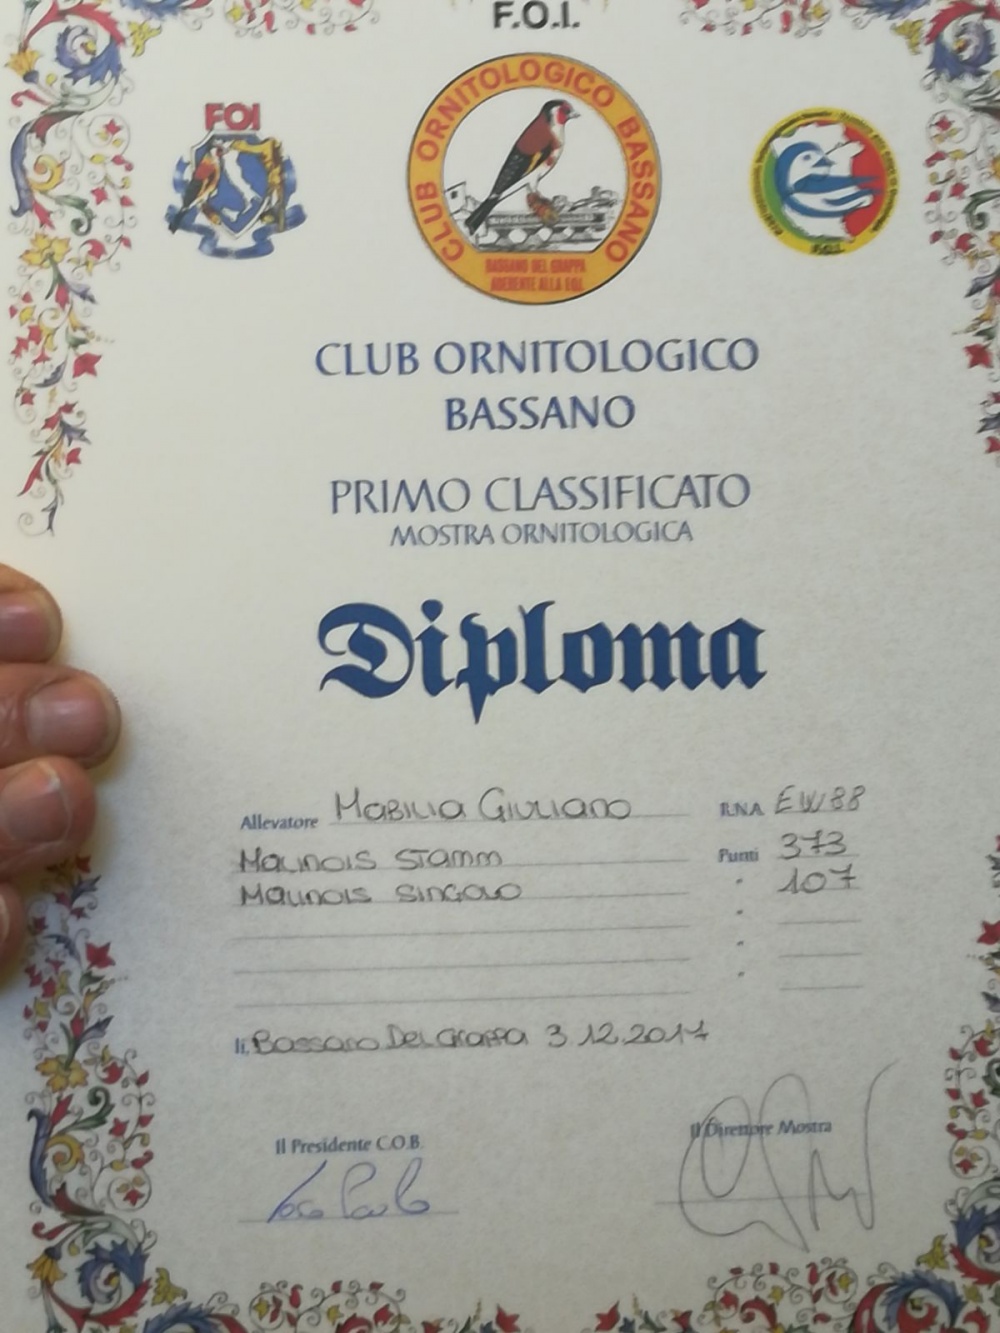 F.O.I.
FOI
CLUB ORNITOLOGICO BASSANO
BASSANO DEL GRAPPA
ADERENTE ALLA F.O.I.
F.O.I.
CLUB ORNITOLOGICO
BASSANO
PRIMO CLASSIFICATO
MOSTRA ORNITOLOGICA
Diploma
Allevatore MABILIA GIULIANO R.N.A. EW88
MALINOIS STAMM Punti 373
MALINOIS SINGOLO " 107
"
"
"
li, BASSANO DEL GRAPPA 3.12.2017
Il Presidente C.O.B.
Il Direttore Mostra